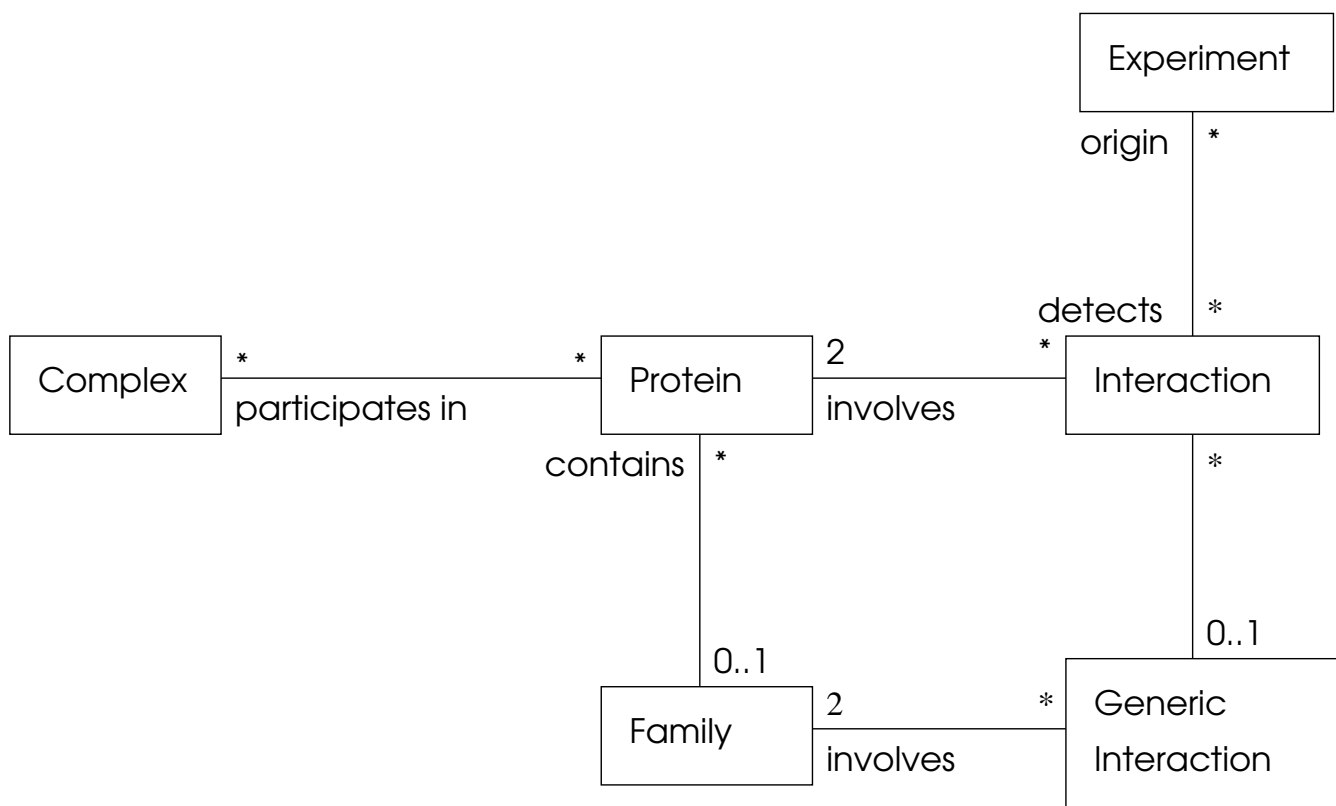 Experiment
origin *
detects *
Complex
* *
participates in
Protein
2 *
involves
Interaction
contains *
*
0..1
0..1
Family
2 *
involves
Generic
Interaction